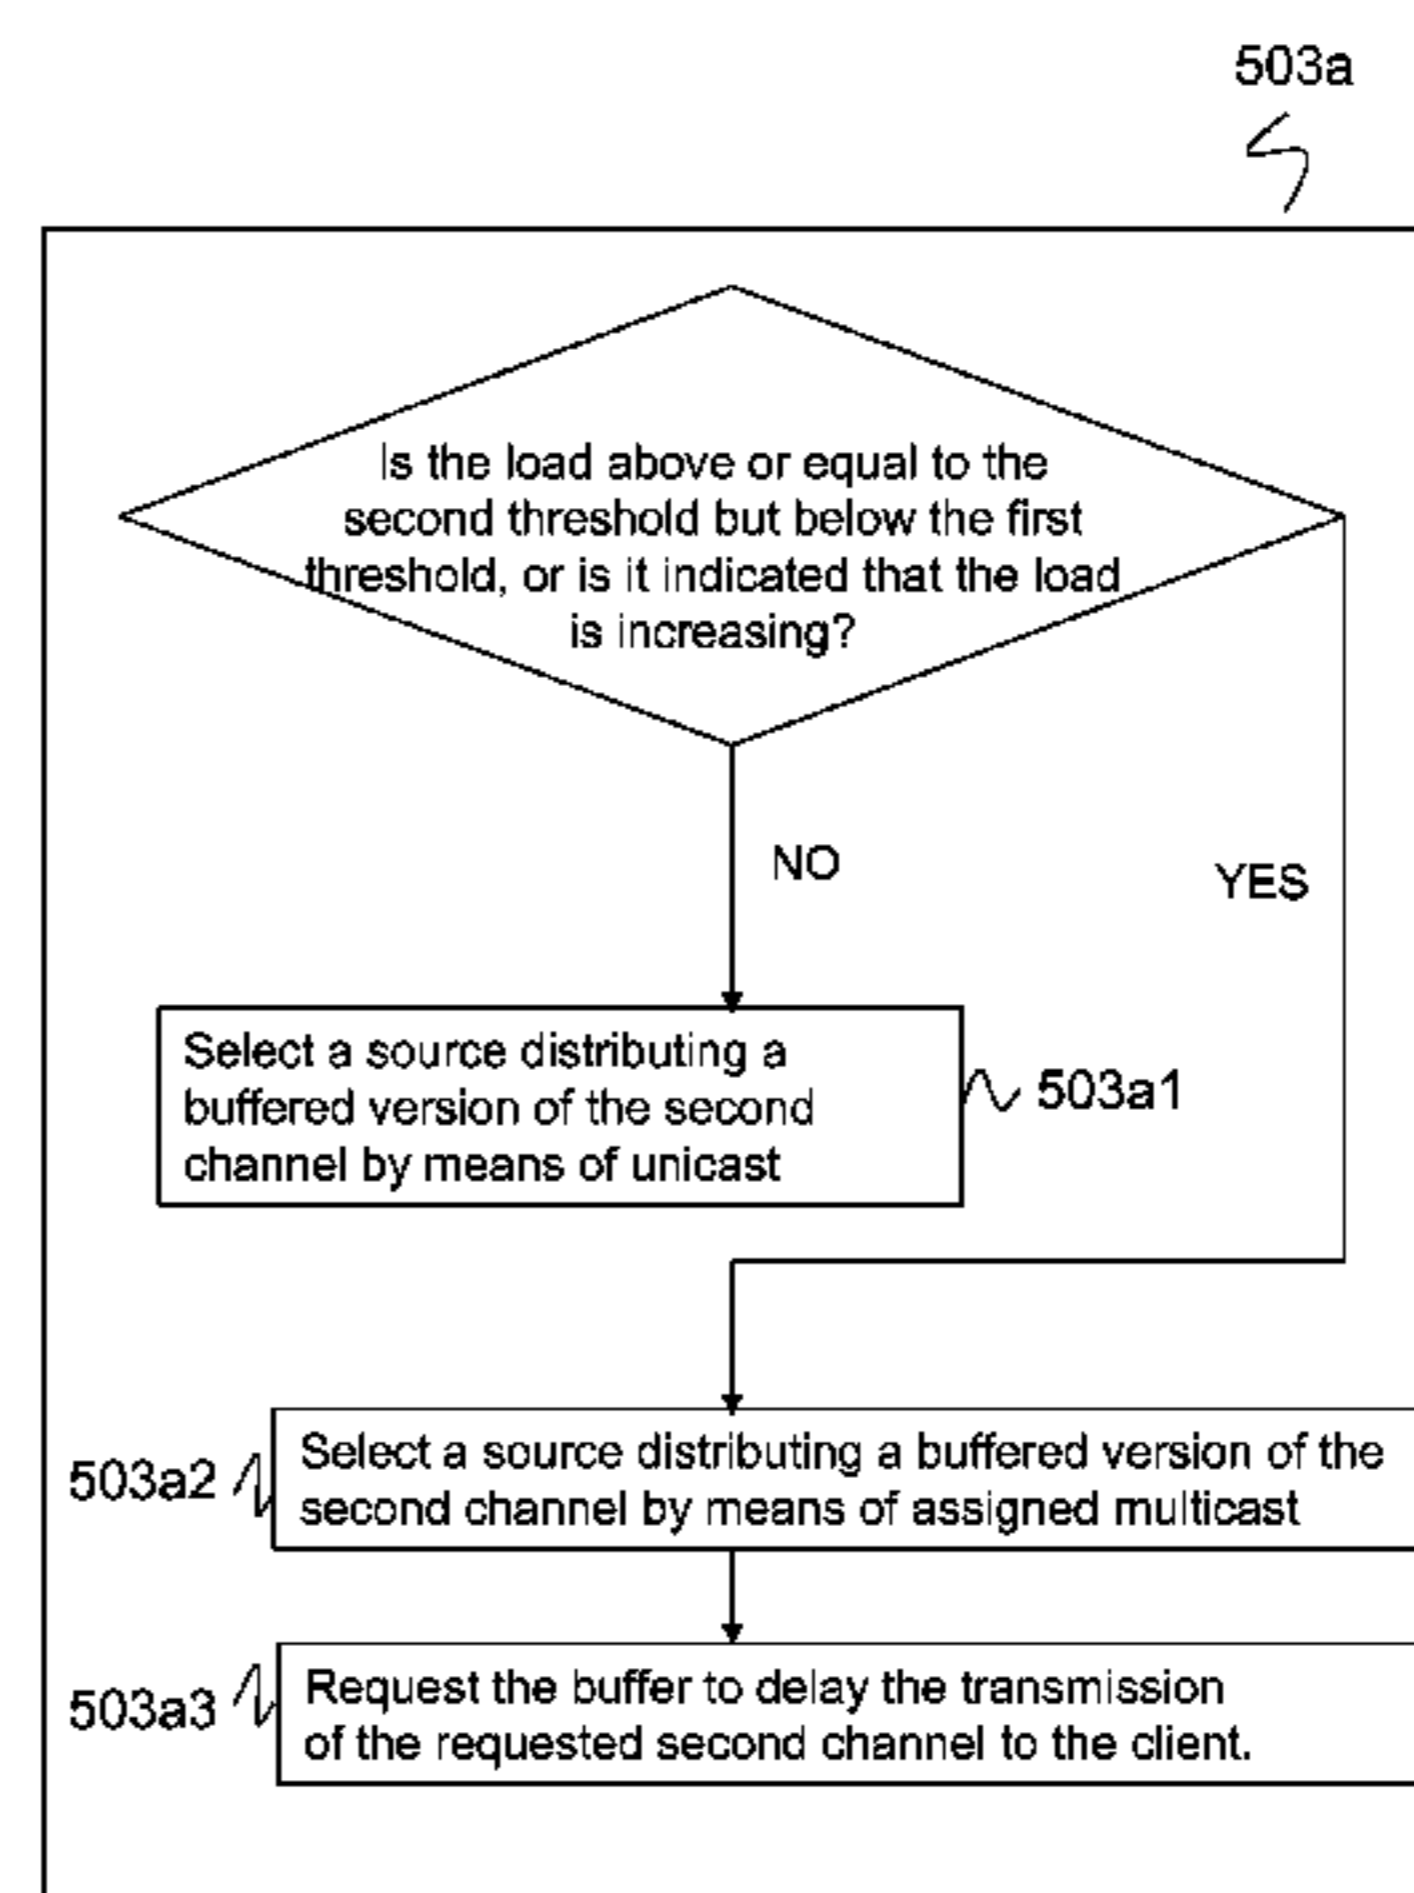 503a
Is the load above or equal to the
second threshold but below the first
threshold, or is it indicated that the load
is increasing?
NO
YES
Select a source distributing a
buffered version of the second
channel by means of unicast
503a1
503a2
Select a source distributing a buffered version of the
second channel by means of assigned multicast
503a3
Request the buffer to delay the transmission
of the requested second channel to the client.